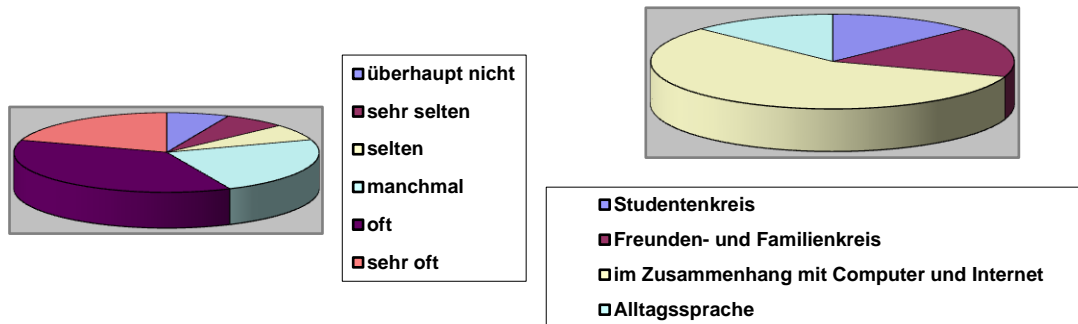 überhaupt nicht
sehr selten
selten
manchmal
oft
sehr oft
Studentenkreis
Freunden- und Familienkreis
im Zusammenhang mit Computer und Internet
Alltagssprache